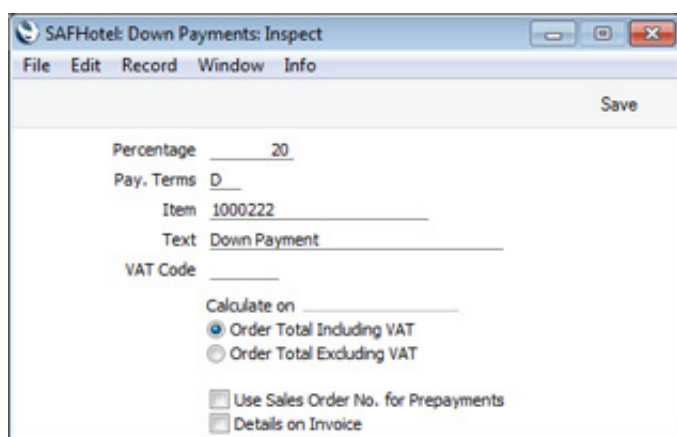 SAFHotel: Down Payments: Inspect
File Edit Record Window Info
Save
Percentage 20
Pay. Terms D
Item 1000222
Text Down Payment
VAT Code
Calculate on
Order Total Including VAT
Order Total Excluding VAT
Use Sales Order No. for Prepayments
Details on Invoice